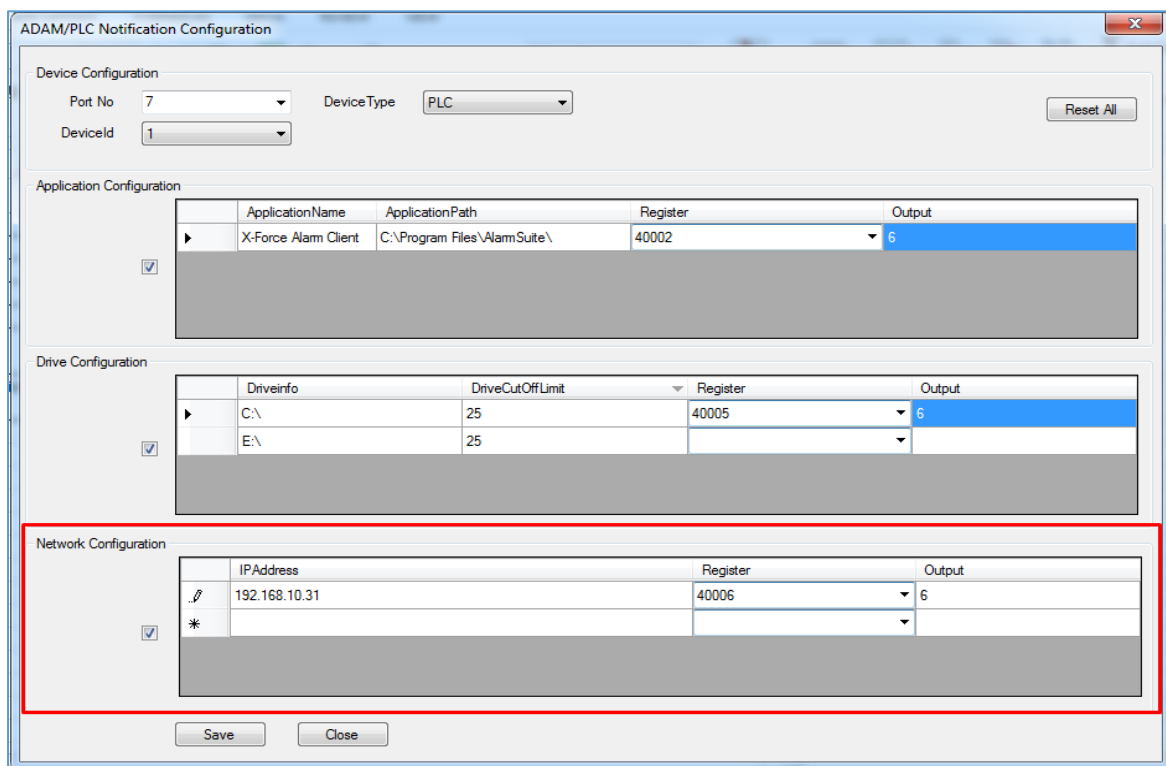 ADAM/PLC Notification Configuration
Device Configuration
Port No 7 DeviceType PLC
Reset All
DeviceId 1
Application Configuration
ApplicationName ApplicationPath Register Output
X-Force Alarm Client C:\Program Files\AlarmSuite\ 40002 6
Drive Configuration
Driveinfo DriveCutOffLimit Register Output
C:\ 25 40005 6
E:\ 25
Network Configuration
IPAddress Register Output
192.168.10.31 40006 6
Save Close